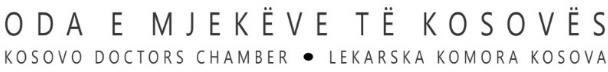 ODA E MJEKËVE TË KOSOVËS
KOSOVO DOCTORS CHAMBER ● LEKARSKA KOMORA KOSOVA